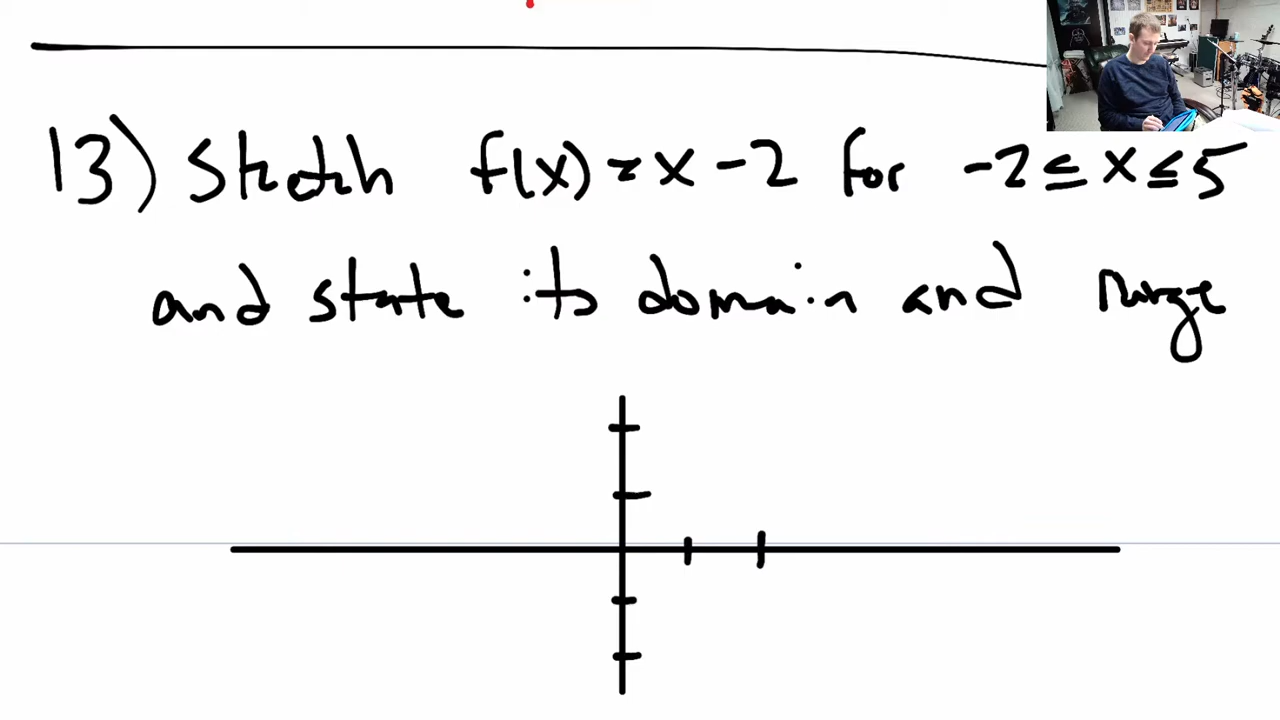 13) Sketch f(x) = x - 2 for -2 ≤ x ≤ 5
and state its domain and range